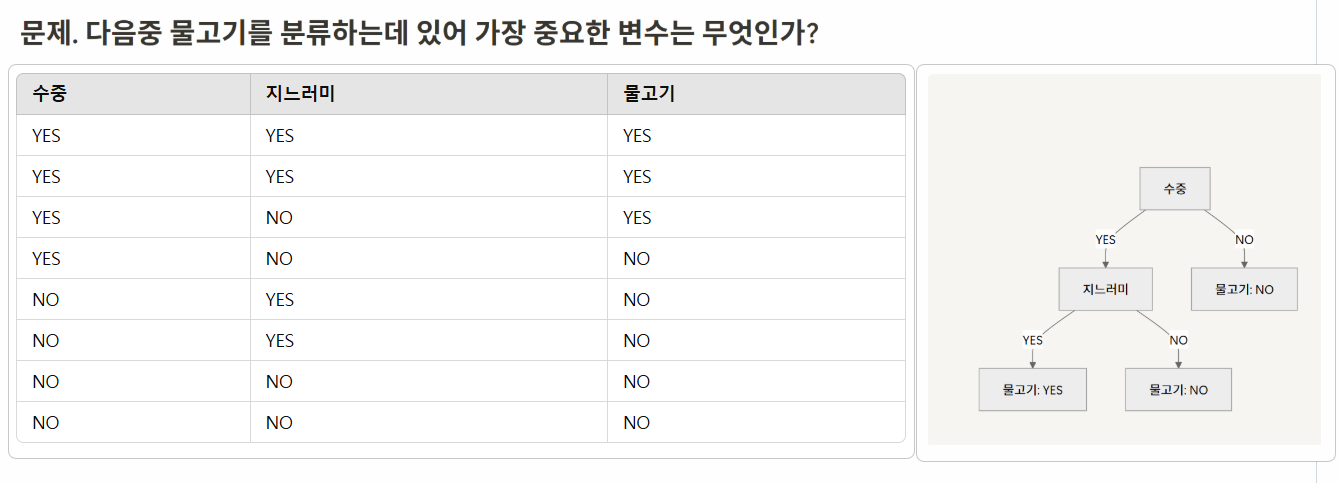 문제. 다음중 물고기를 분류하는데 있어 가장 중요한 변수는 무엇인가?
수중 지느러미 물고기
YES YES YES
YES YES YES
YES NO YES
YES NO NO
NO YES NO
NO YES NO
NO NO NO
NO NO NO
수중
YES NO
지느러미 물고기: NO
YES NO
물고기: YES 물고기: NO